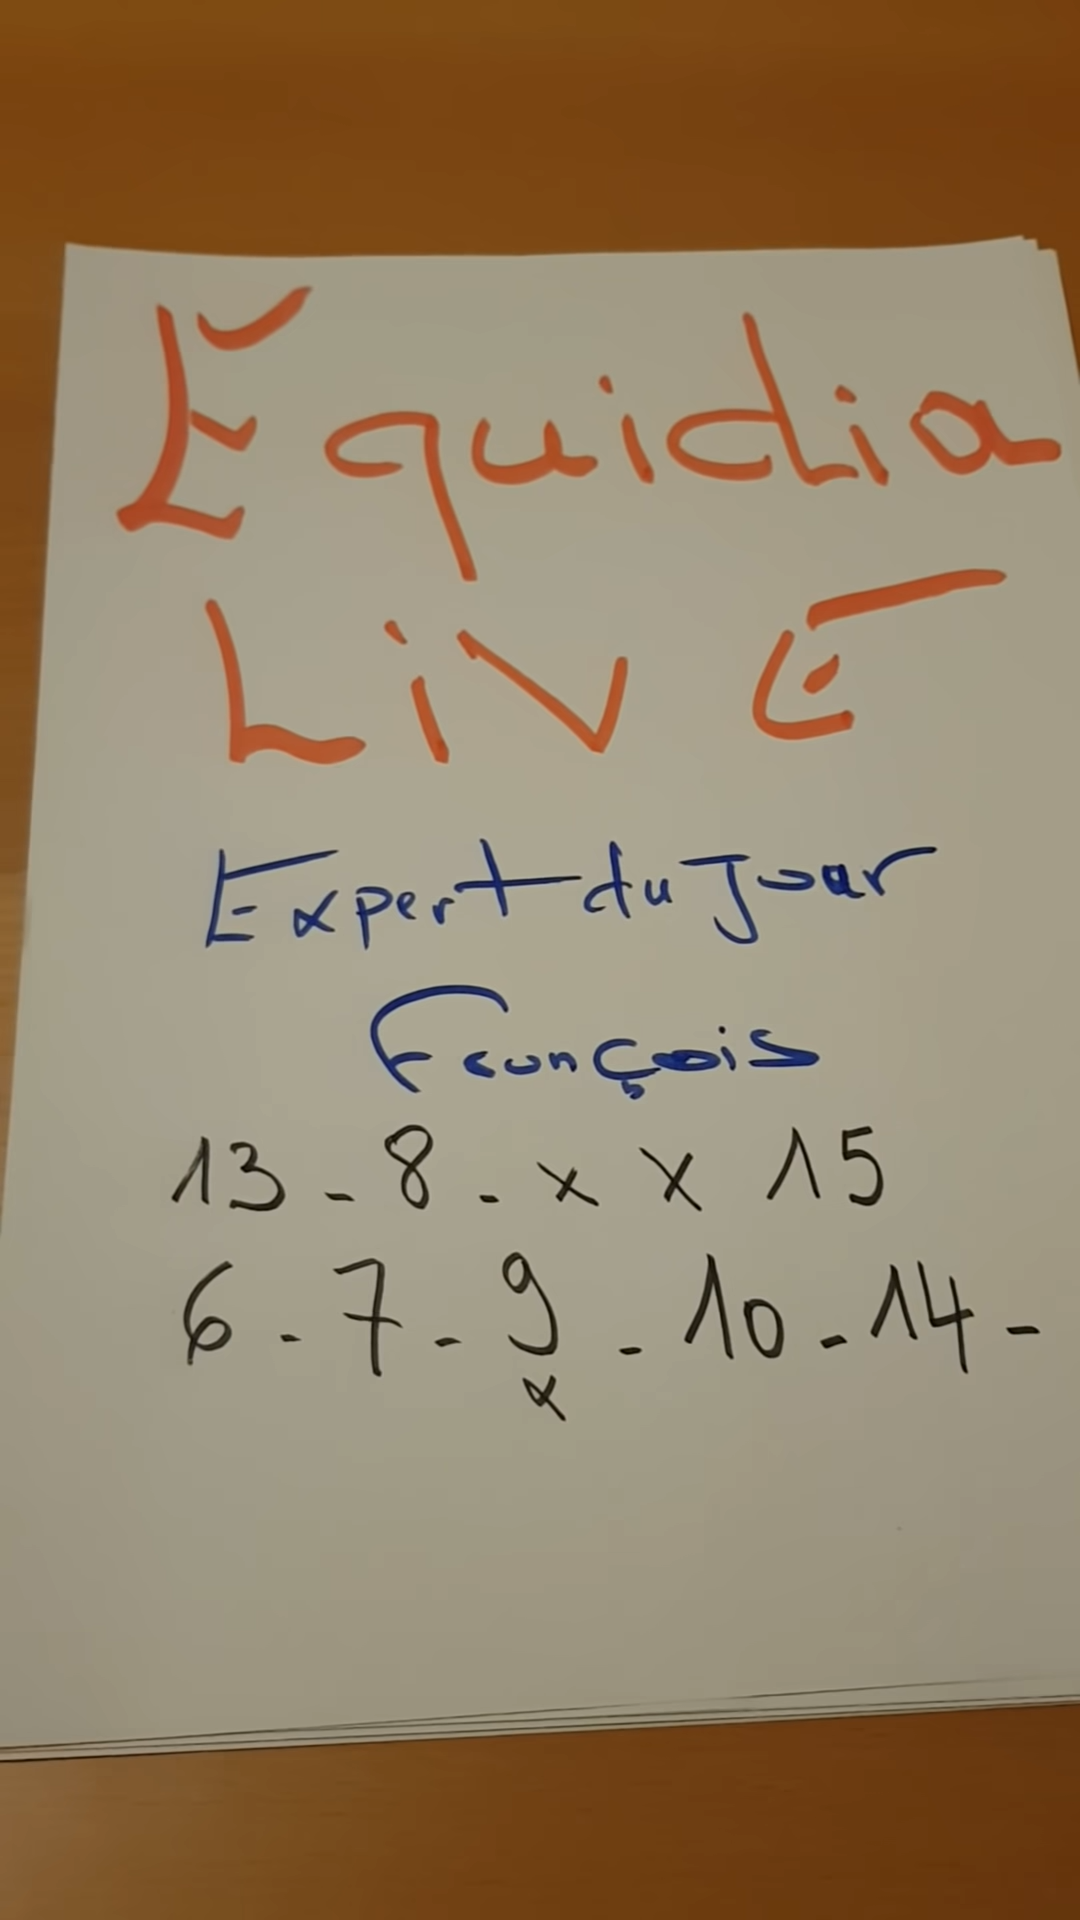 Equidia
LiVE
Expert du Jour
François
13 - 8 - x x 15
6 - 7 - 9 - 10 - 14 -
x